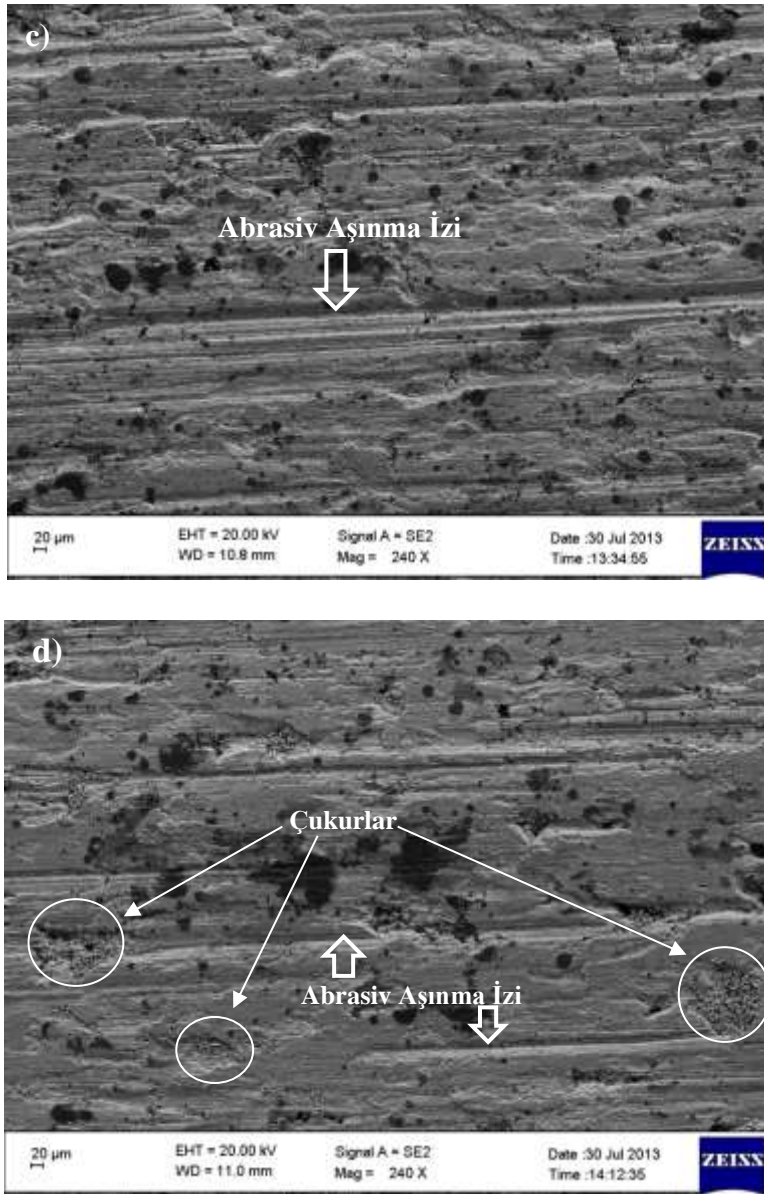 c)
Abrasiv Aşınma İzi
20 µm
EHT = 20.00 kV
Signal A = SE2
Date :30 Jul 2013
WD = 10.8 mm
Mag = 240 X
Time :13:34:55
ZEISS
d)
Çukurlar
Abrasiv Aşınma İzi
20 µm
EHT = 20.00 kV
Signal A = SE2
Date :30 Jul 2013
WD = 11.0 mm
Mag = 240 X
Time :14:12:35
ZEISS